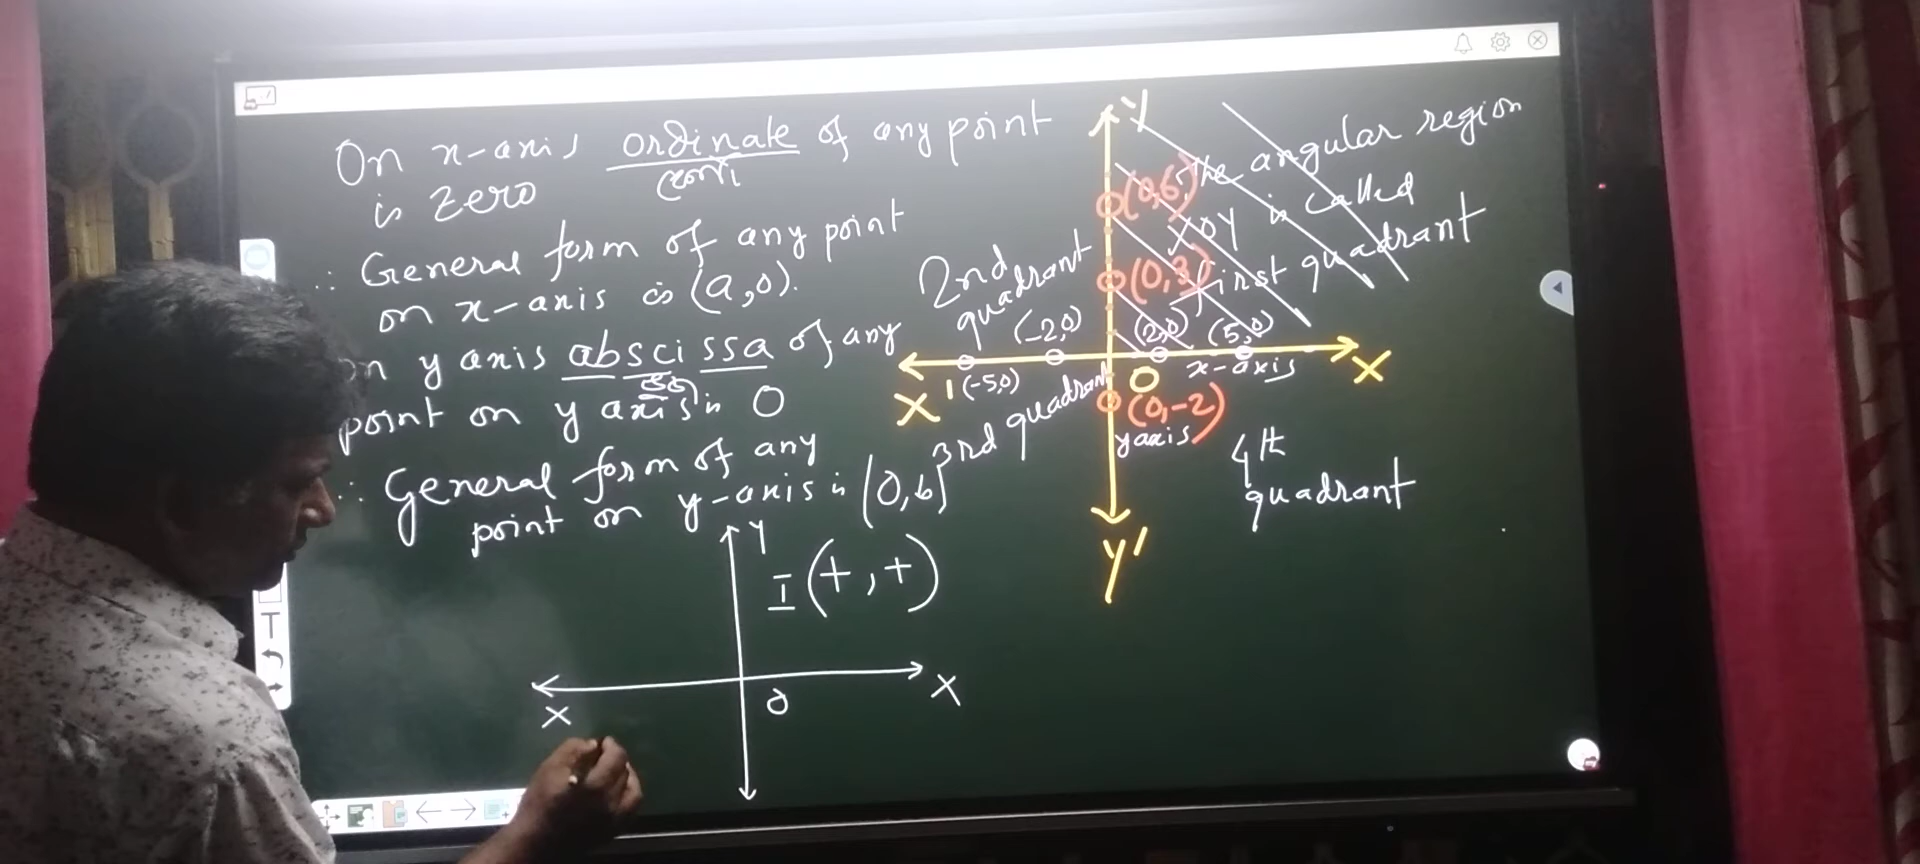 On x-axis ordinate of any point
is zero
∴ General form of any point
on x-axis is (a,0).
on y axis abscissa of any
point on y axis is 0
∴ General form of any
point on y-axis is (0,b)
Y
I (+,+)
X
O
X
Y
The angular region
XOY is called
first quadrant
(0,6)
(0,3)
2nd
quadrant
(-2,0)
(2,0)
(5,0)
X'
(-5,0)
O
x-axis
X
3rd quadrant
(0,-2)
yaxis
4th
quadrant
Y'
T